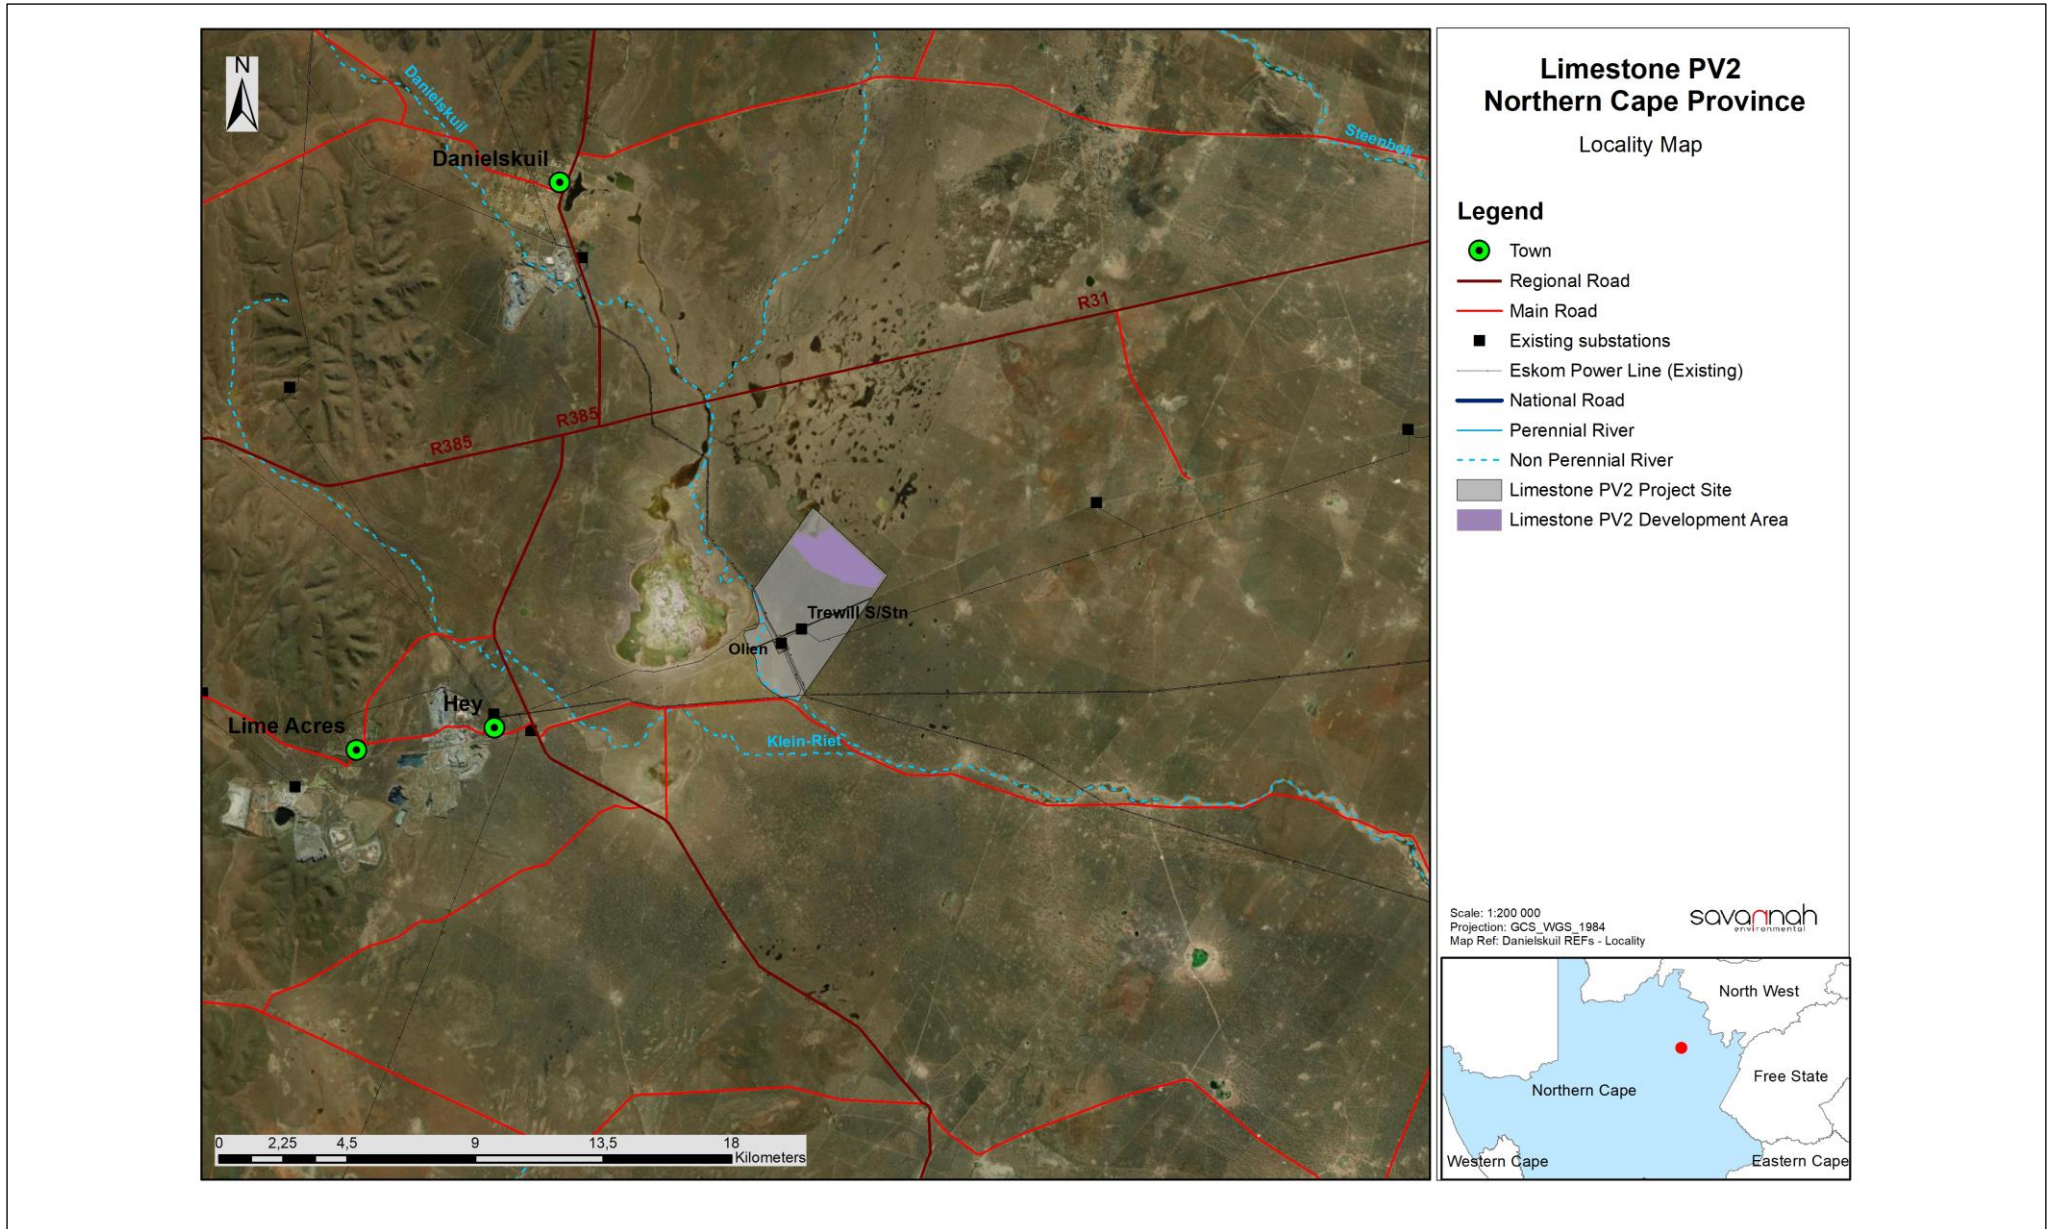 N
Danielskuil
Danielskuil
Steenbok
R31
R385
R385
Trewill S/Stn
Olien
Hey
Lime Acres
Klein-Riet
0 2,25 4,5 9 13,5 18
Kilometers
Limestone PV2
Northern Cape Province
Locality Map
Legend
Town
Regional Road
Main Road
Existing substations
Eskom Power Line (Existing)
National Road
Perennial River
Non Perennial River
Limestone PV2 Project Site
Limestone PV2 Development Area
Scale: 1:200 000
Projection: GCS_WGS_1984
Map Ref: Danielskuil REFs - Locality
savannah
environmental
North West
Free State
Northern Cape
Western Cape
Eastern Cape